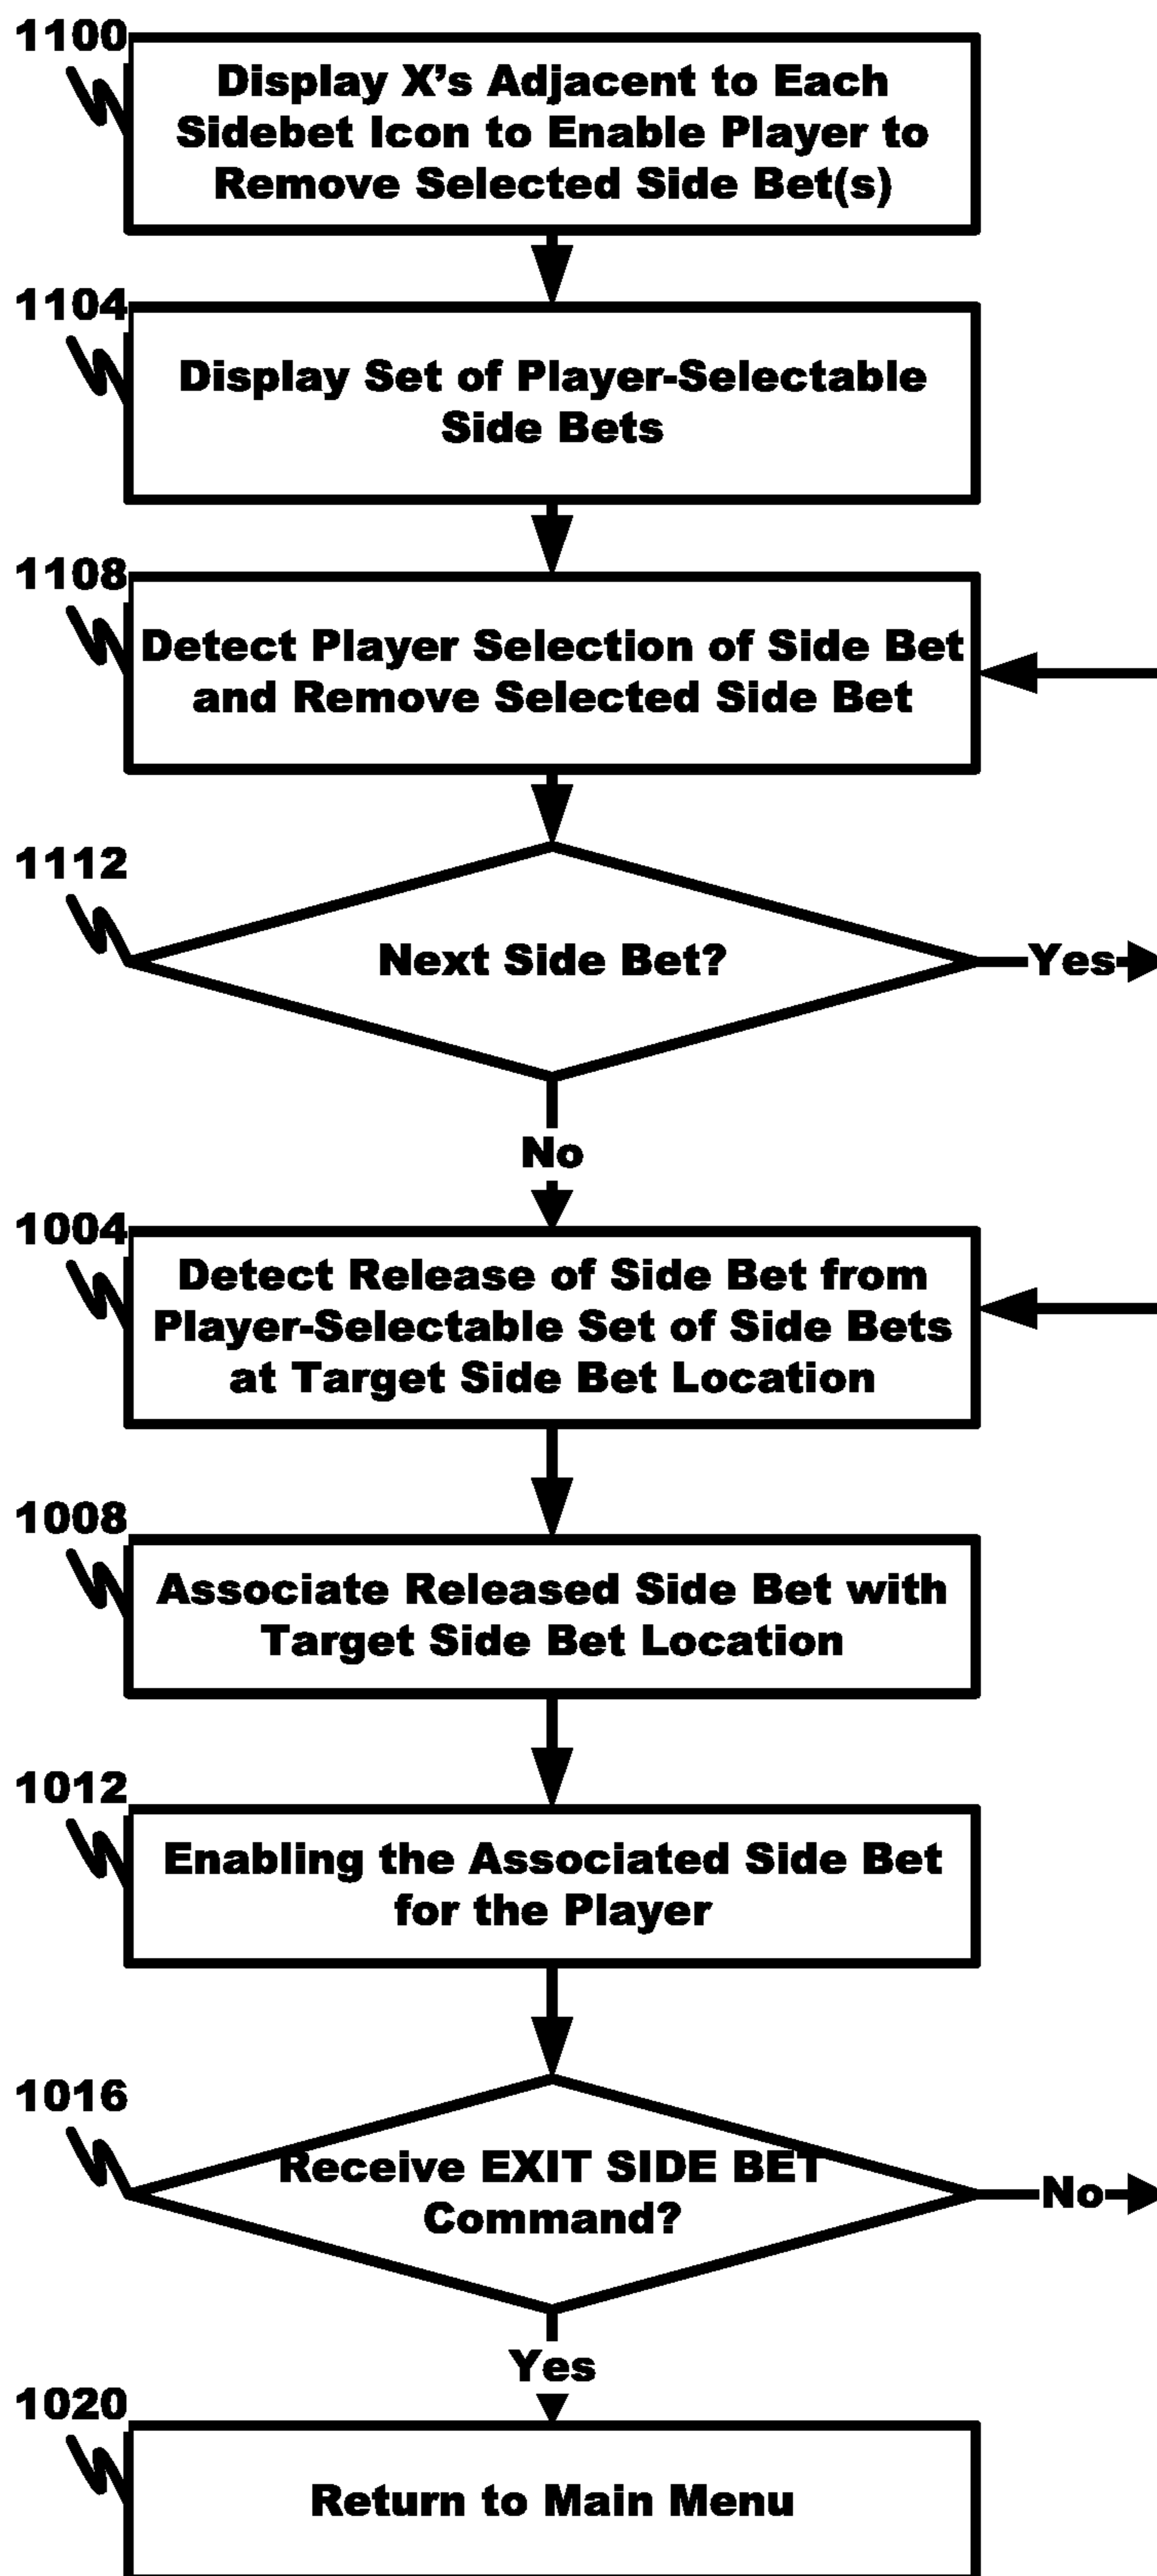 1100
Display X’s Adjacent to Each
Sidebet Icon to Enable Player to
Remove Selected Side Bet(s)
1104
Display Set of Player-Selectable
Side Bets
1108
Detect Player Selection of Side Bet
and Remove Selected Side Bet
1112
Next Side Bet?
Yes
No
1004
Detect Release of Side Bet from
Player-Selectable Set of Side Bets
at Target Side Bet Location
1008
Associate Released Side Bet with
Target Side Bet Location
1012
Enabling the Associated Side Bet
for the Player
1016
Receive EXIT SIDE BET
Command?
No
Yes
1020
Return to Main Menu